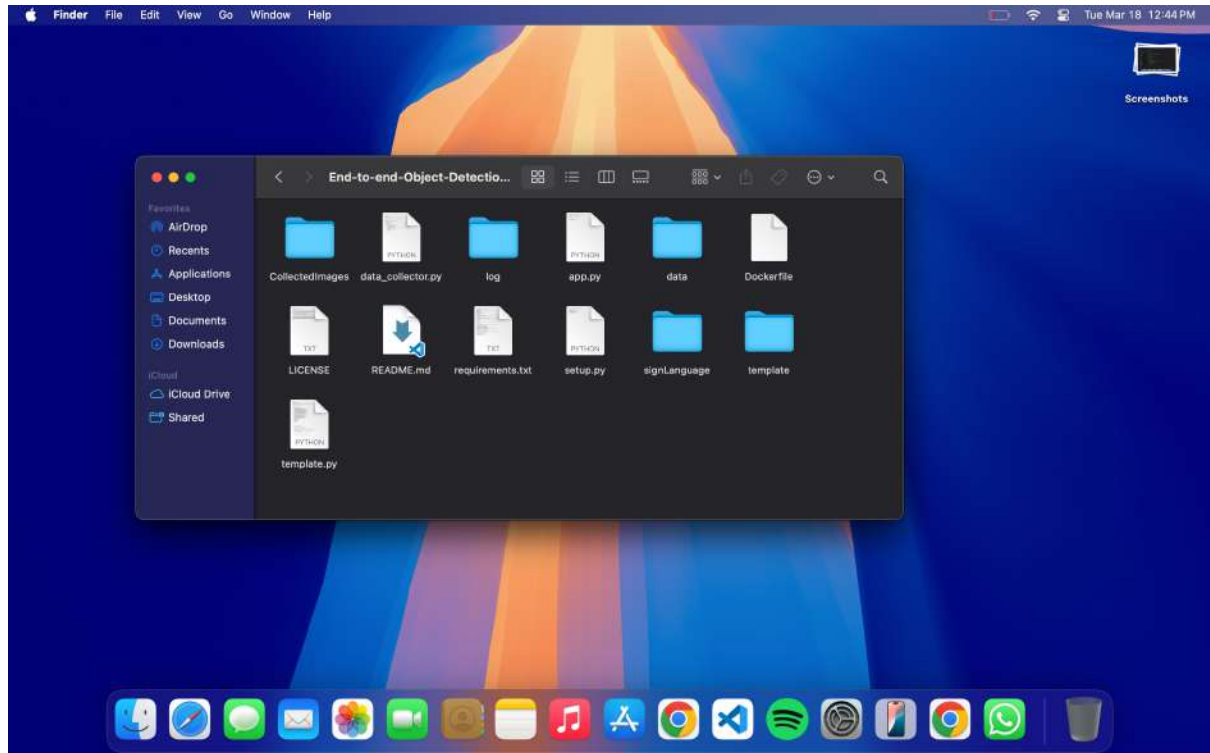 Finder File Edit View Go Window Help
Tue Mar 18 12:44 PM
Screenshots
End-to-end-Object-Detectio...
Favorites
AirDrop
Recents
Applications
Desktop
Documents
Downloads
iCloud
iCloud Drive
Shared
PYTHON
PYTHON
CollectedImages data_collector.py log app.py data Dockerfile
TXT
TXT
PYTHON
LICENSE README.md requirements.txt setup.py signLanguage template
PYTHON
template.py